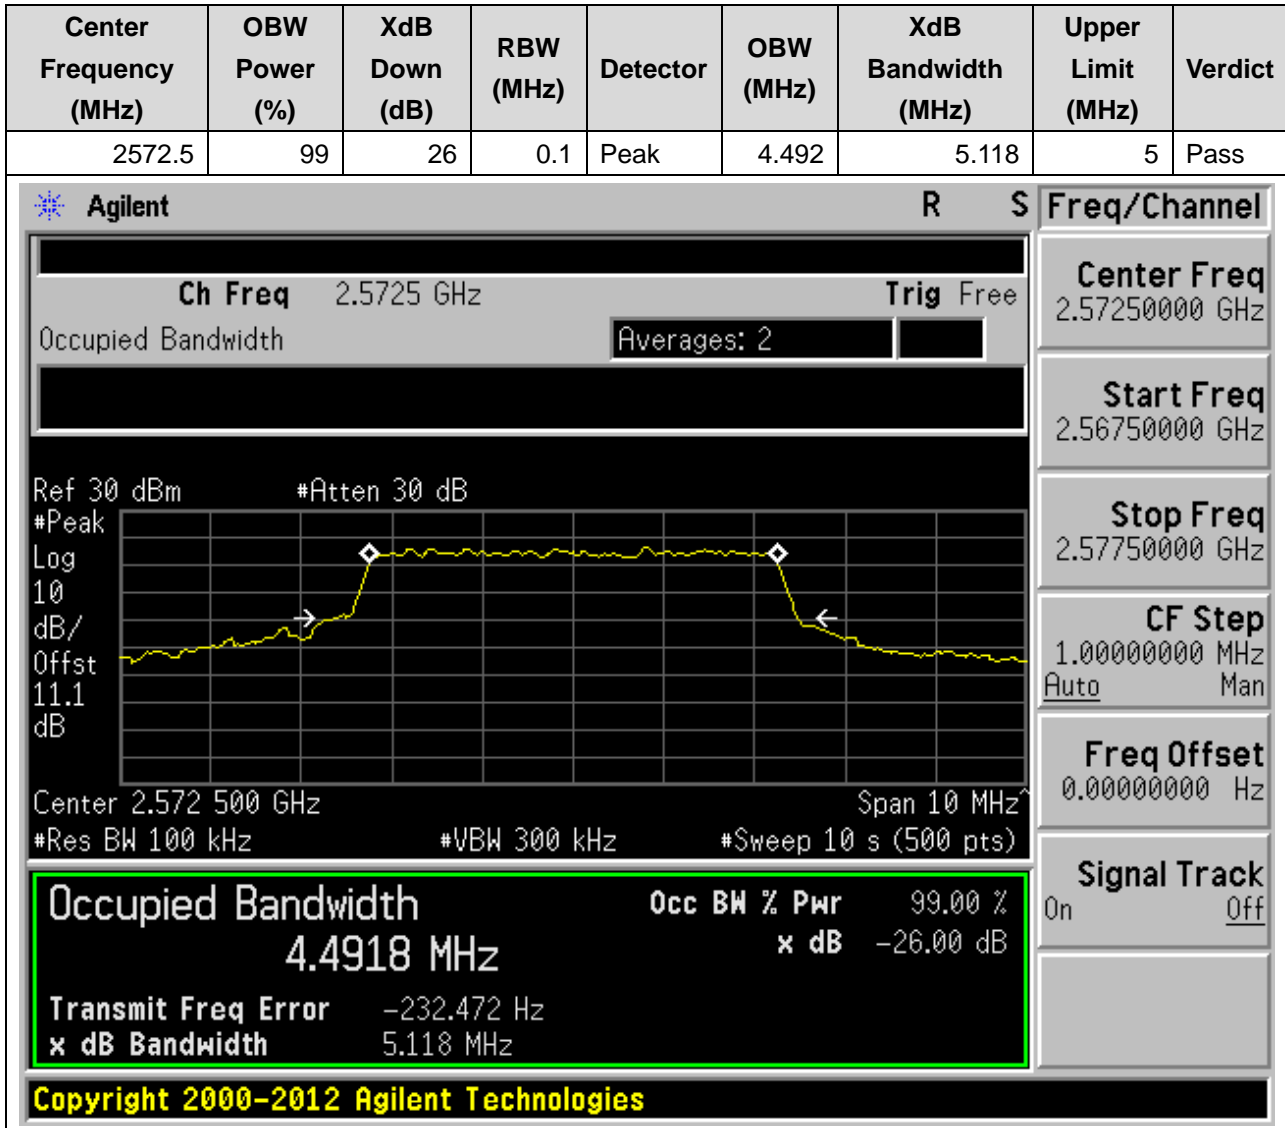 Center Frequency (MHz) OBW Power (%) XdB Down (dB) RBW (MHz) Detector OBW (MHz) XdB Bandwidth (MHz) Upper Limit (MHz) Verdict
2572.5 99 26 0.1 Peak 4.492 5.118 5 Pass
Agilent R S Freq/Channel
Ch Freq 2.5725 GHz Trig Free
Occupied Bandwidth Averages: 2
Center Freq
2.57250000 GHz
Start Freq
2.56750000 GHz
Stop Freq
2.57750000 GHz
CF Step
1.00000000 MHz
Auto Man
Freq Offset
0.00000000 Hz
Signal Track
On Off
Ref 30 dBm #Atten 30 dB
#Peak
Log
10
dB/
Offst
11.1
dB
Center 2.572 500 GHz Span 10 MHz^
#Res BW 100 kHz #VBW 300 kHz #Sweep 10 s (500 pts)
Occupied Bandwidth Occ BW % Pwr 99.00 %
4.4918 MHz x dB -26.00 dB
Transmit Freq Error -232.472 Hz
x dB Bandwidth 5.118 MHz
Copyright 2000-2012 Agilent Technologies